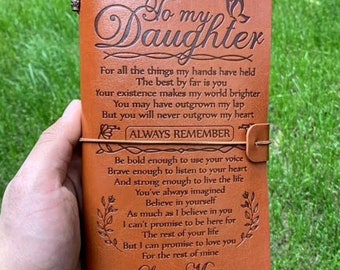 To my
Daughter
For all the things my hands have held
The best by far is you
Your existence makes my world brighter
You may have outgrown my lap
But you will never outgrow my heart
ALWAYS REMEMBER
Be bold enough to use your voice
Brave enough to listen to your heart
And strong enough to live the life
You've always imagined
Believe in yourself
As much as I believe in you
I can't promise to be here for
The rest of your life
But I can promise to love you
For the rest of mine